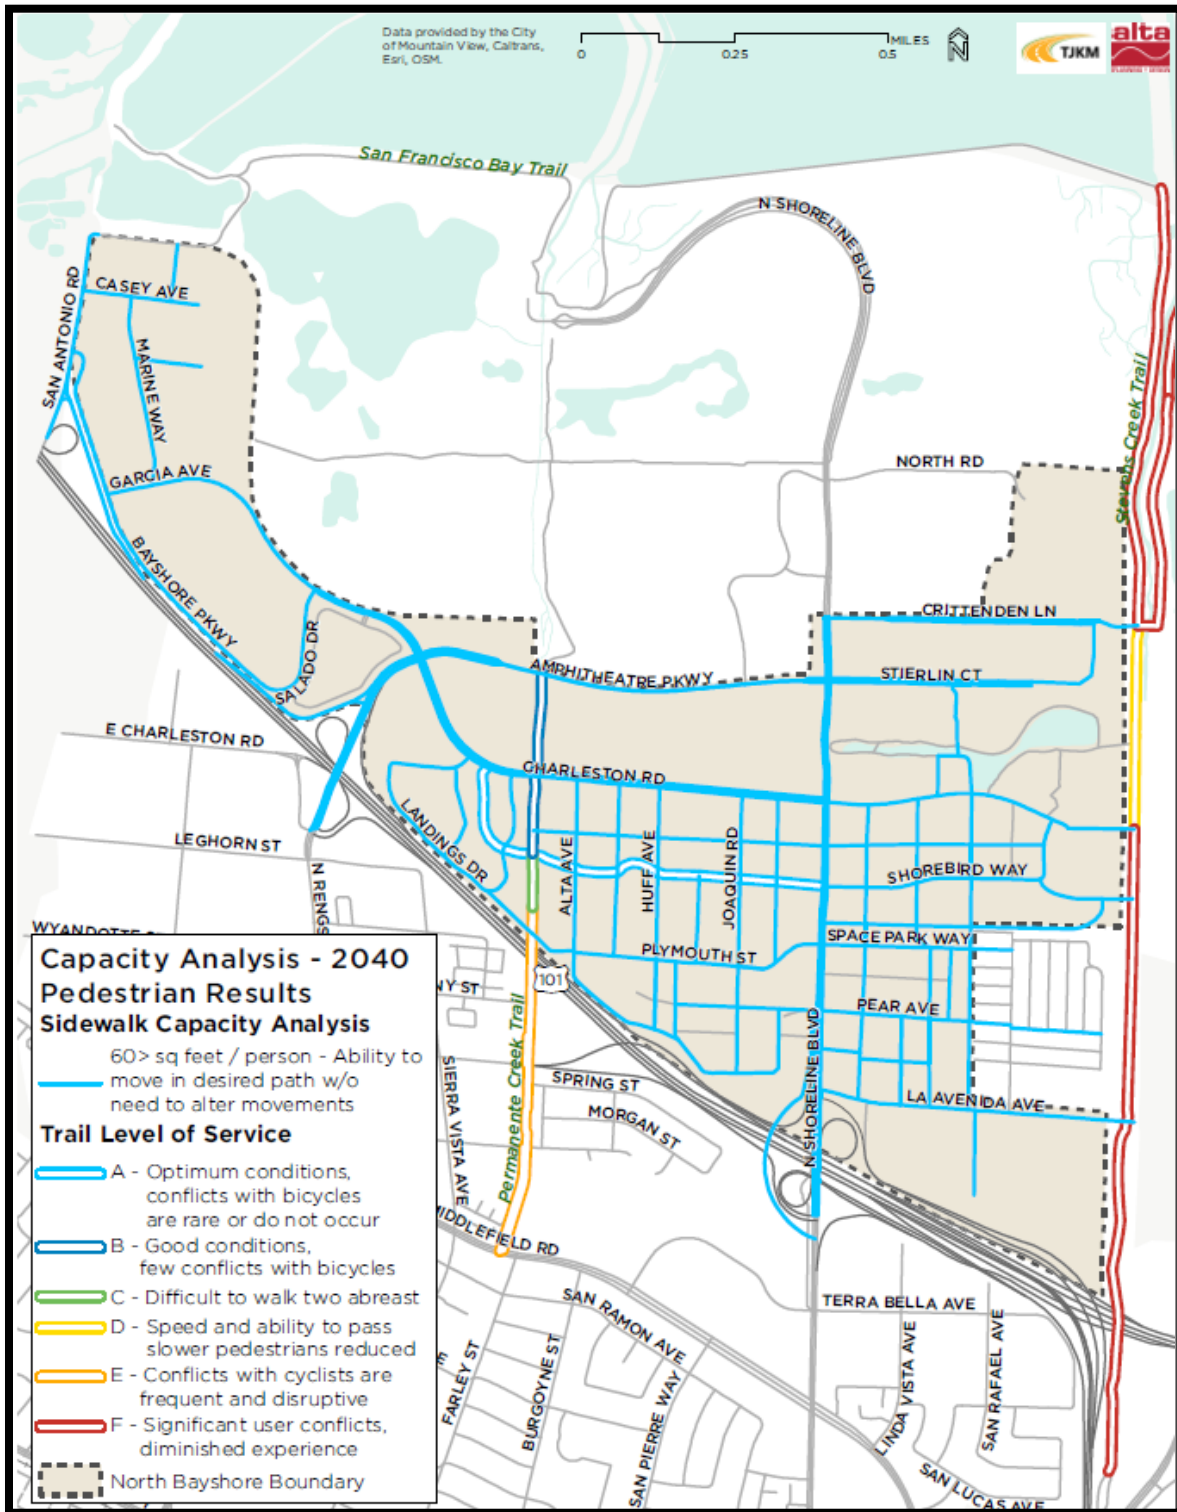 Data provided by the City
of Mountain View, Caltrans,
Esri, OSM.
0
0.25
0.5
MILES
N
TJKM
alta
San Francisco Bay Trail
N SHORELINE BLVD
SAN ANTONIO RD
CASEY AVE
MARINE WAY
GARCIA AVE
BAYSHORE PKWY
SALADO DR
NORTH RD
Stevens Creek Trail
CRITTENDEN LN
STIERLIN CT
AMPHITHEATRE PKWY
E CHARLESTON RD
CHARLESTON RD
LEGHORN ST
LANDINGS DR
ALTA AVE
HUFF AVE
JOAQUIN RD
SHOREBIRD WAY
N RENGS
PLYMOUTH ST
SPACE PARK WAY
101
PEAR AVE
NY ST
Permanente Creek Trail
SIERRA VISTA AVE
SPRING ST
MORGAN ST
N SHORELINE BLVD
LA AVENIDA AVE
IDDLEFIELD RD
SAN RAMON AVE
TERRA BELLA AVE
FARLEY ST
BURGOYNE ST
SAN PIERRE WAY
LINDA VISTA AVE
SAN RAFAEL AVE
SAN LUCAS AVE
Capacity Analysis - 2040
Pedestrian Results
Sidewalk Capacity Analysis
60> sq feet / person - Ability to
move in desired path w/o
need to alter movements
Trail Level of Service
A - Optimum conditions,
conflicts with bicycles
are rare or do not occur
B - Good conditions,
few conflicts with bicycles
C - Difficult to walk two abreast
D - Speed and ability to pass
slower pedestrians reduced
E - Conflicts with cyclists are
frequent and disruptive
F - Significant user conflicts,
diminished experience
North Bayshore Boundary